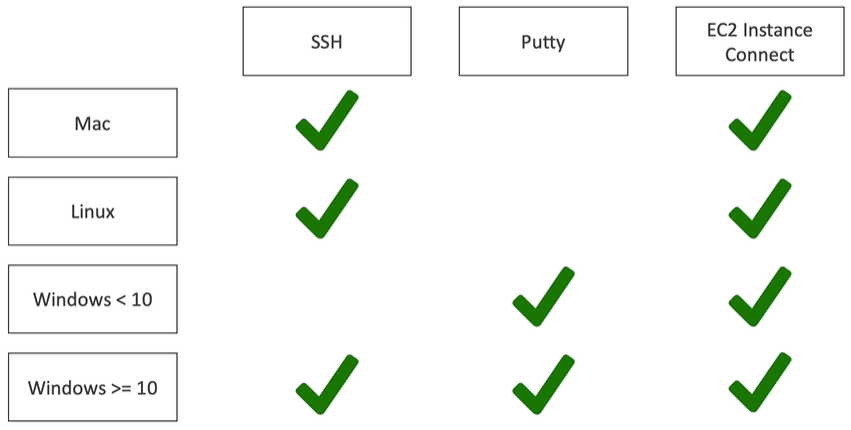 SSH
Putty
EC2 Instance
Connect
Mac
Linux
Windows < 10
Windows >= 10